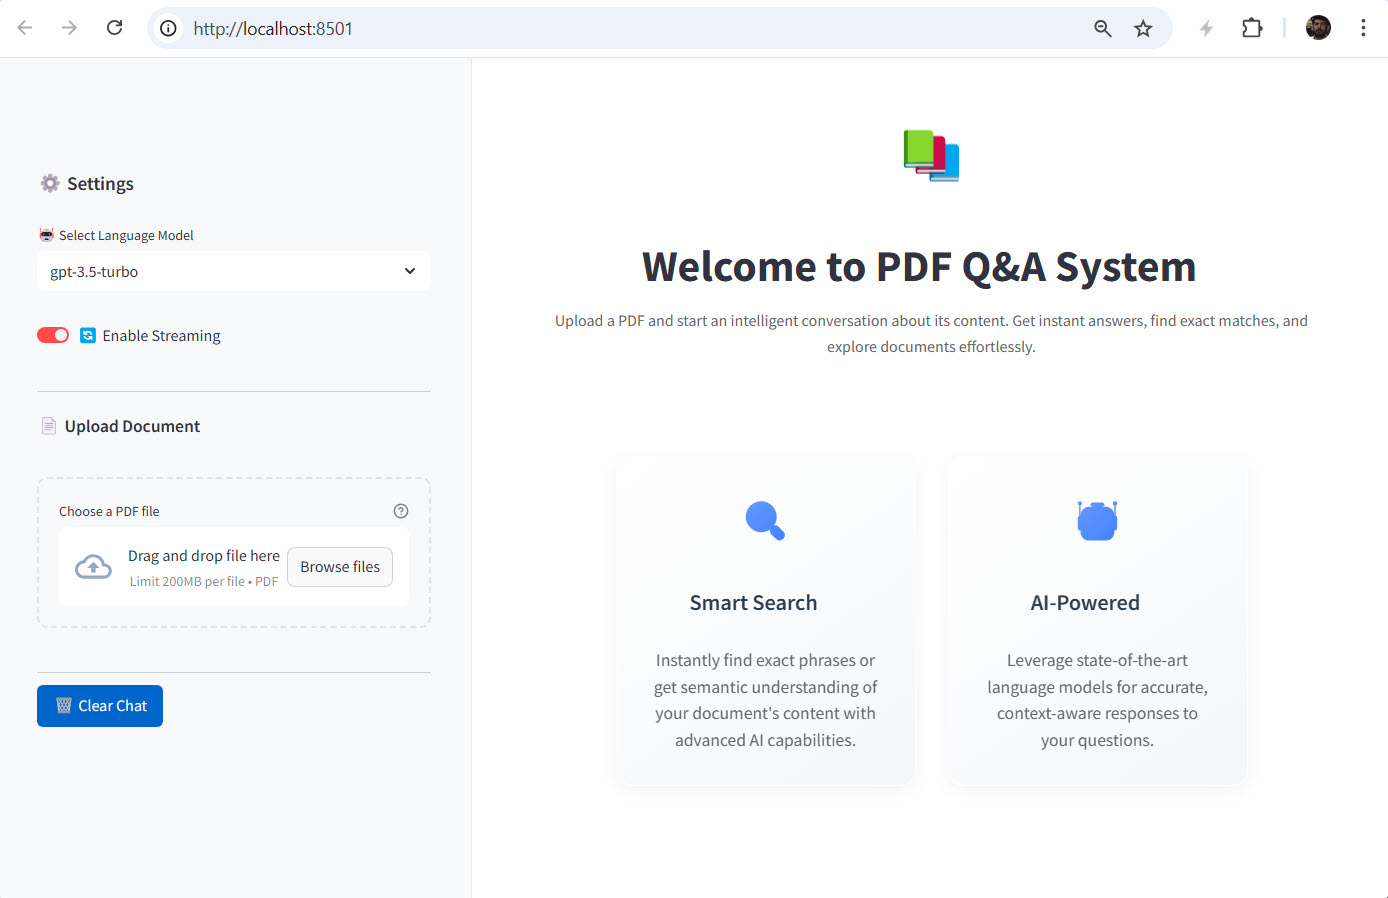 http://localhost:8501
Settings
Select Language Model
gpt-3.5-turbo
Enable Streaming
Upload Document
Choose a PDF file
Drag and drop file here
Limit 200MB per file • PDF
Browse files
Clear Chat
Welcome to PDF Q&A System
Upload a PDF and start an intelligent conversation about its content. Get instant answers, find exact matches, and
explore documents effortlessly.
Smart Search
Instantly find exact phrases or
get semantic understanding of
your document's content with
advanced AI capabilities.
AI-Powered
Leverage state-of-the-art
language models for accurate,
context-aware responses to
your questions.